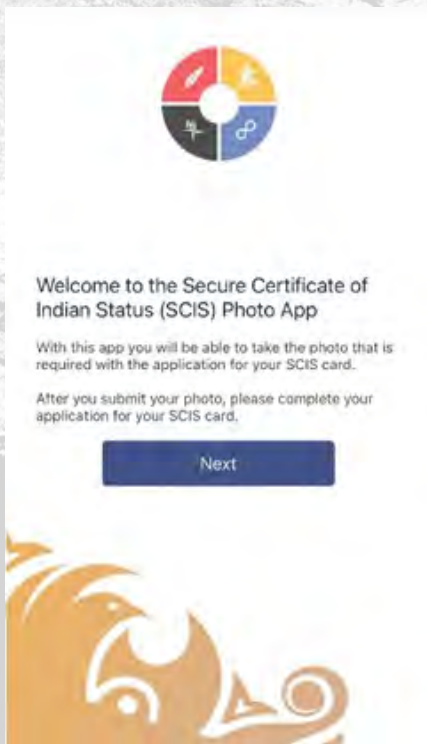 Welcome to the Secure Certificate of
Indian Status (SCIS) Photo App
With this app you will be able to take the photo that is
required with the application for your SCIS card.
After you submit your photo, please complete your
application for your SCIS card.
Next